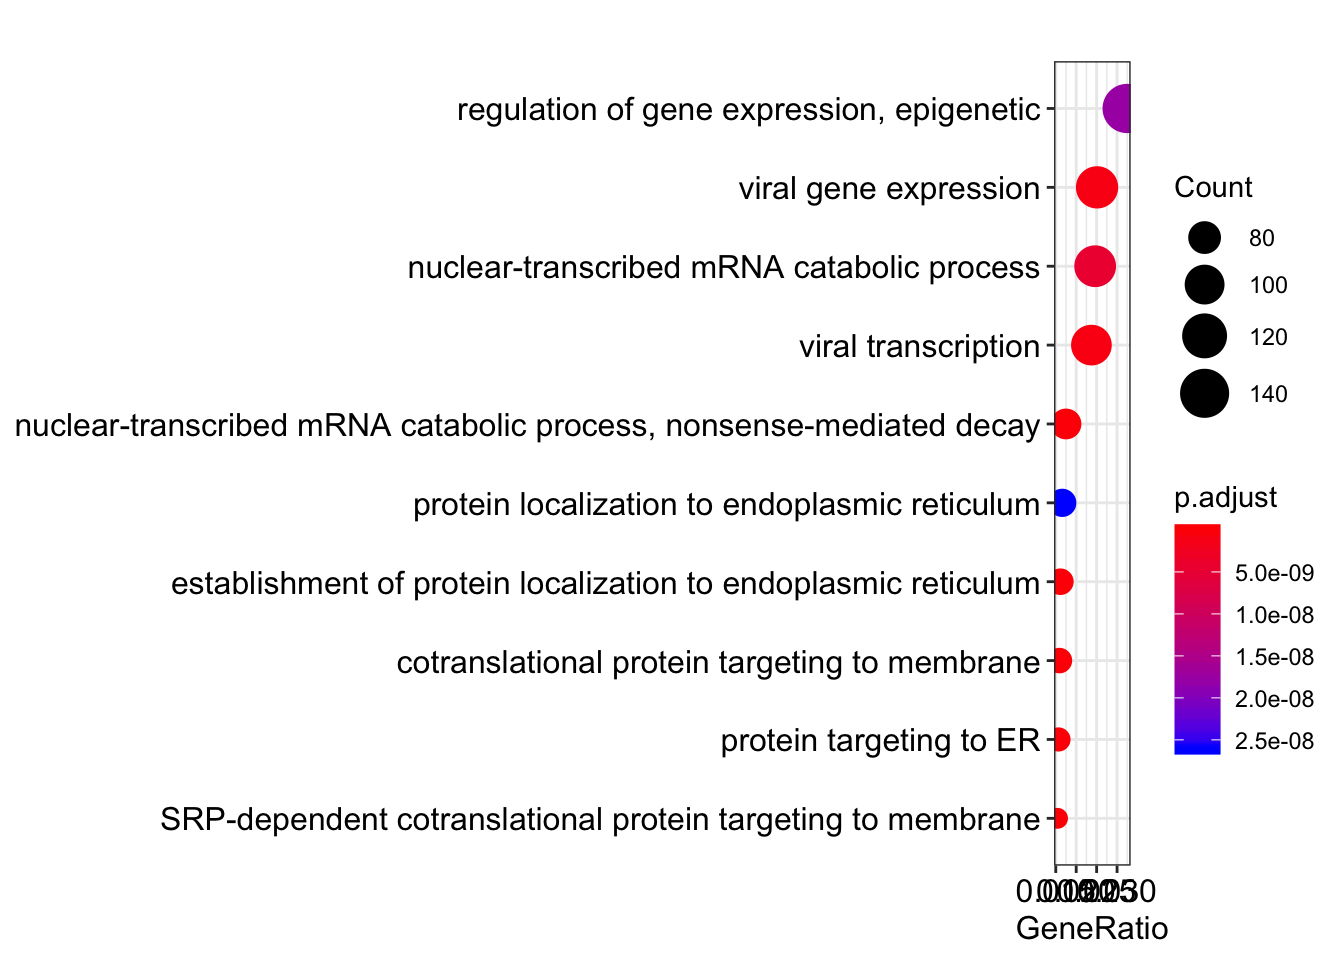 regulation of gene expression, epigenetic
viral gene expression
nuclear-transcribed mRNA catabolic process
viral transcription
nuclear-transcribed mRNA catabolic process, nonsense-mediated decay
protein localization to endoplasmic reticulum
establishment of protein localization to endoplasmic reticulum
cotranslational protein targeting to membrane
protein targeting to ER
SRP-dependent cotranslational protein targeting to membrane
GeneRatio
Count
80
100
120
140
p.adjust
5.0e-09
1.0e-08
1.5e-08
2.0e-08
2.5e-08